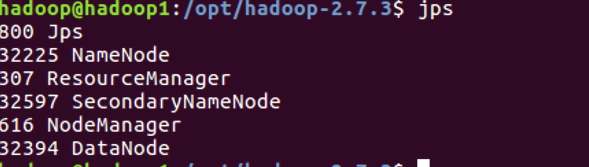 hadoop@hadoop1:/opt/hadoop-2.7.3$ jps
800 Jps
32225 NameNode
307 ResourceManager
32597 SecondaryNameNode
616 NodeManager
32394 DataNode